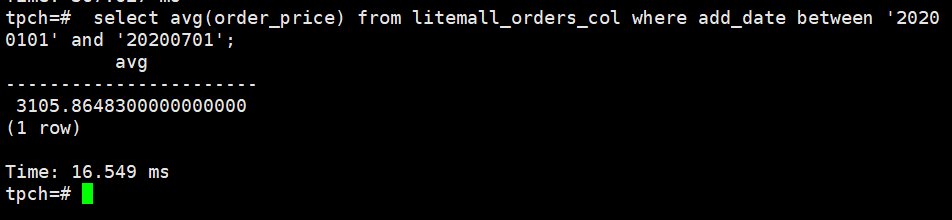 tpch=#  select avg(order_price) from litemall_orders_col where add_date between '2020
0101' and '20200701';
avg
-----------------------
3105.8648300000000000
(1 row)
Time: 16.549 ms
tpch=#